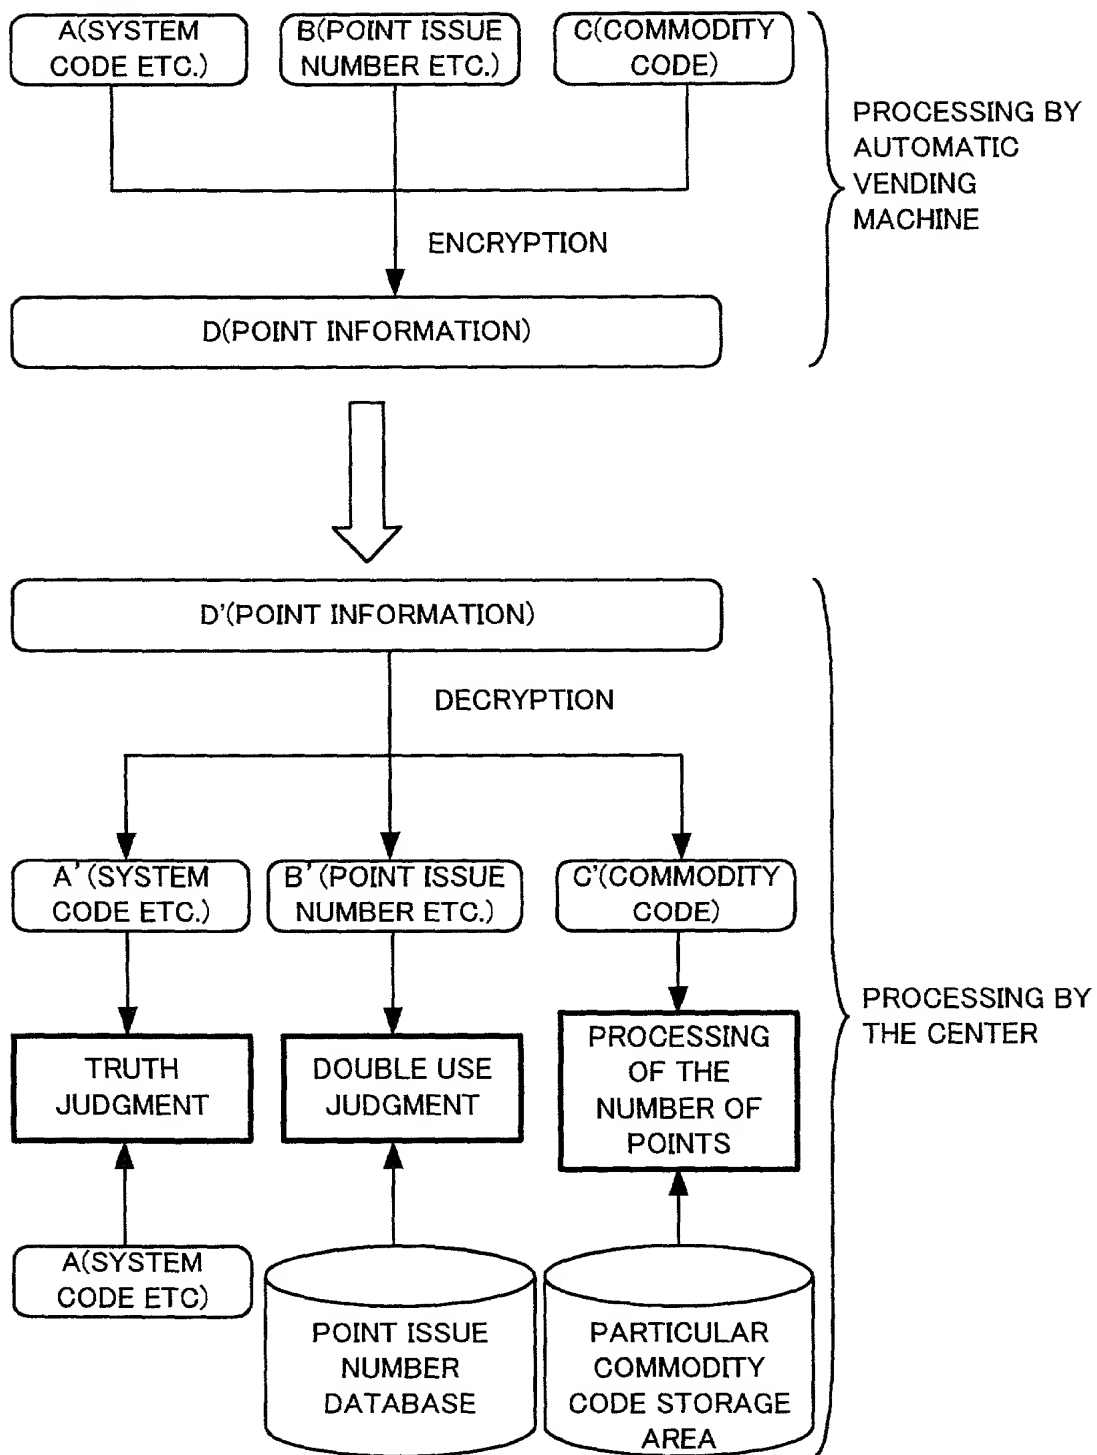 A(SYSTEM
CODE ETC.)
B(POINT ISSUE
NUMBER ETC.)
C(COMMODITY
CODE)
PROCESSING BY
AUTOMATIC
VENDING
MACHINE
ENCRYPTION
D(POINT INFORMATION)
D'(POINT INFORMATION)
DECRYPTION
A'(SYSTEM
CODE ETC.)
B'(POINT ISSUE
NUMBER ETC.)
C'(COMMODITY
CODE)
PROCESSING BY
THE CENTER
TRUTH
JUDGMENT
DOUBLE USE
JUDGMENT
PROCESSING
OF THE
NUMBER OF
POINTS
A(SYSTEM
CODE ETC)
POINT ISSUE
NUMBER
DATABASE
PARTICULAR
COMMODITY
CODE STORAGE
AREA